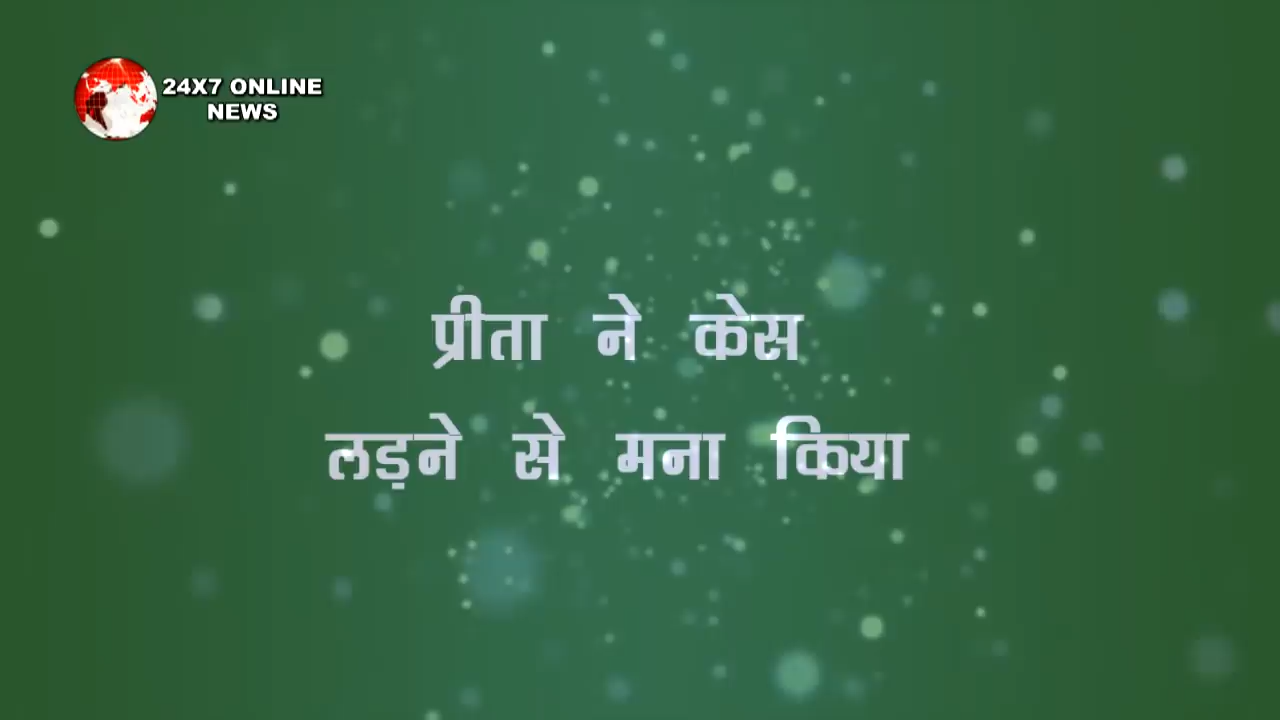 24X7 ONLINE
NEWS
प्रीता ने केस
लड़ने से मना किया